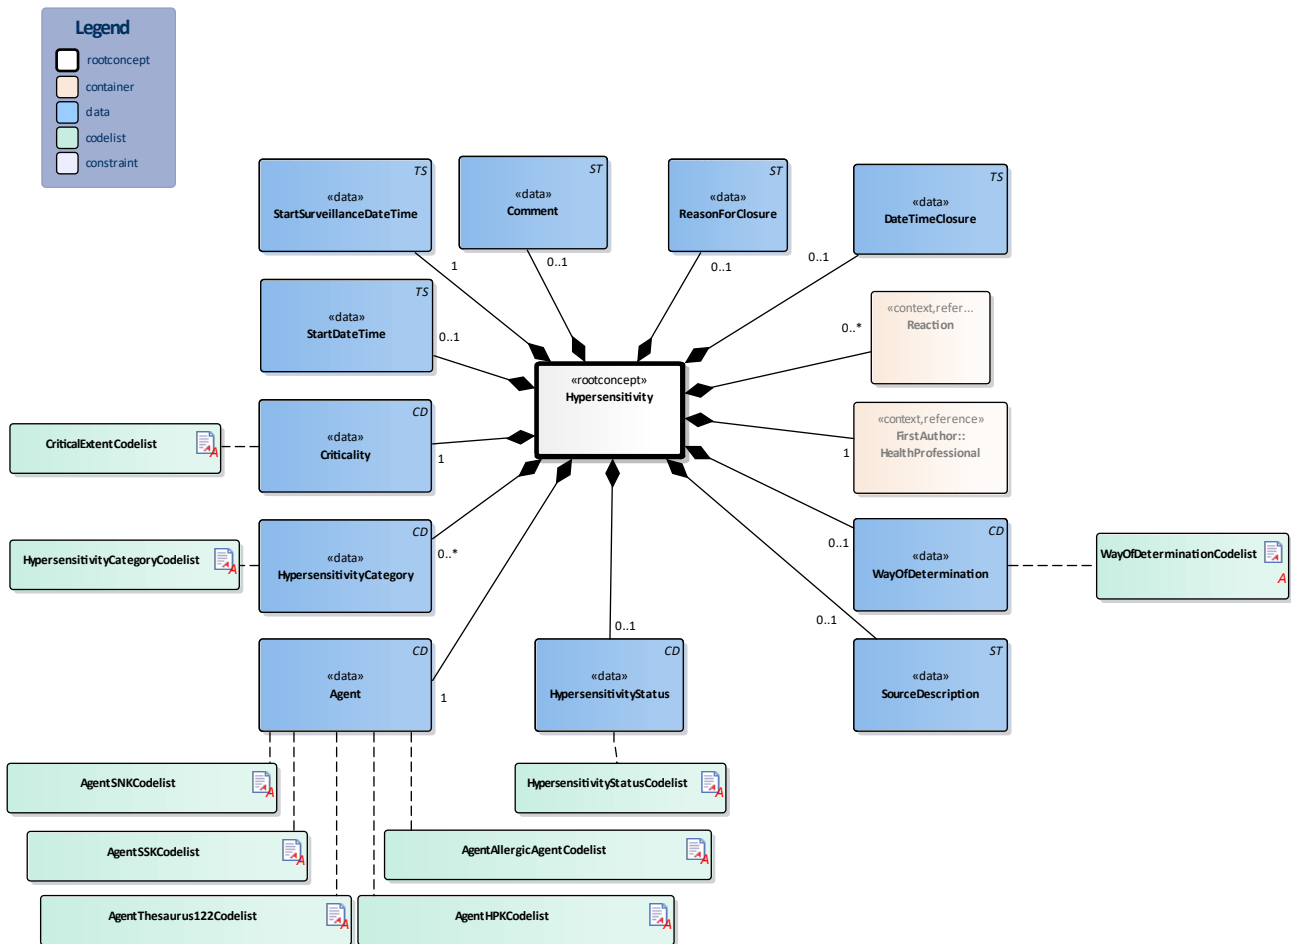 Legend
rootconcept
container
data
codelist
constraint
TS
«data»
StartSurveillanceDateTime
ST
«data»
Comment
ST
«data»
ReasonForClosure
TS
«data»
DateTimeClosure
1
0..1
0..1
0..1
TS
«data»
StartDateTime
0..1
«context,refer...
Reaction
0..*
«rootconcept»
Hypersensitivity
CD
«data»
Criticality
1
CriticalExtentCodelist
A
«context,reference»
FirstAuthor::
HealthProfessional
1
CD
«data»
HypersensitivityCategory
0..*
HypersensitivityCategoryCodelist
A
CD
«data»
WayOfDetermination
0..1
WayOfDeterminationCodelist
A
CD
«data»
Agent
1
CD
«data»
HypersensitivityStatus
0..1
ST
«data»
SourceDescription
0..1
AgentSNKCodelist
A
HypersensitivityStatusCodelist
A
AgentSSKCodelist
A
AgentAllergicAgentCodelist
A
AgentThesaurus122Codelist
A
AgentHPKCodelist
A